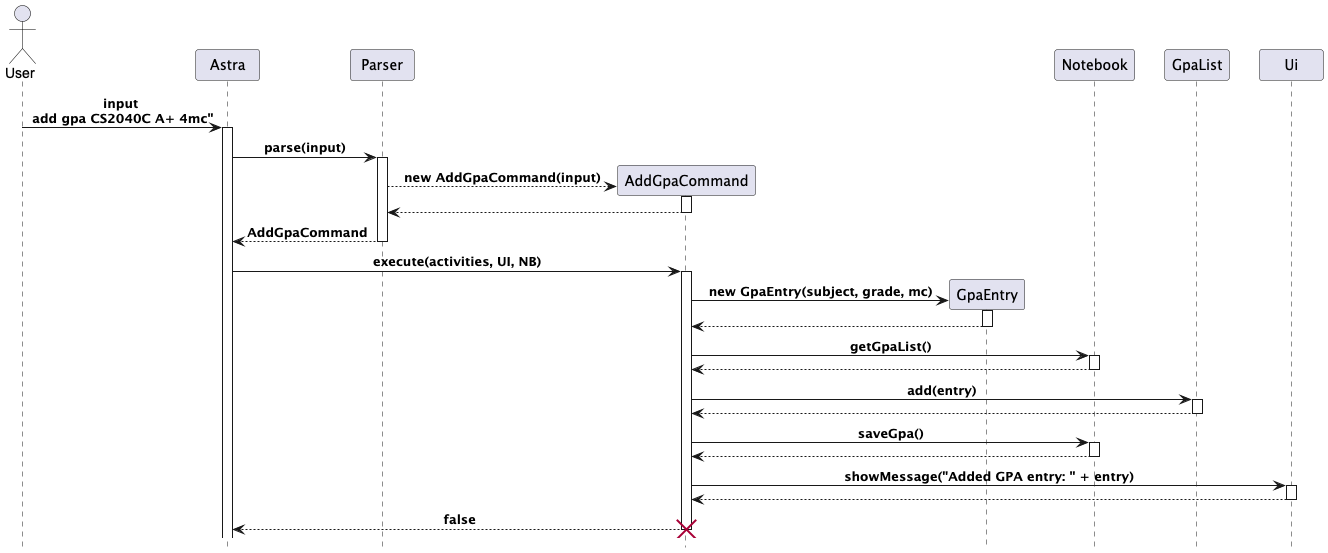 User
Astra
Parser
Notebook
GpaList
Ui
input
add gpa CS2040C A+ 4mc"
parse(input)
new AddGpaCommand(input)
AddGpaCommand
AddGpaCommand
execute(activities, UI, NB)
new GpaEntry(subject, grade, mc)
GpaEntry
getGpaList()
add(entry)
saveGpa()
showMessage("Added GPA entry: " + entry)
false